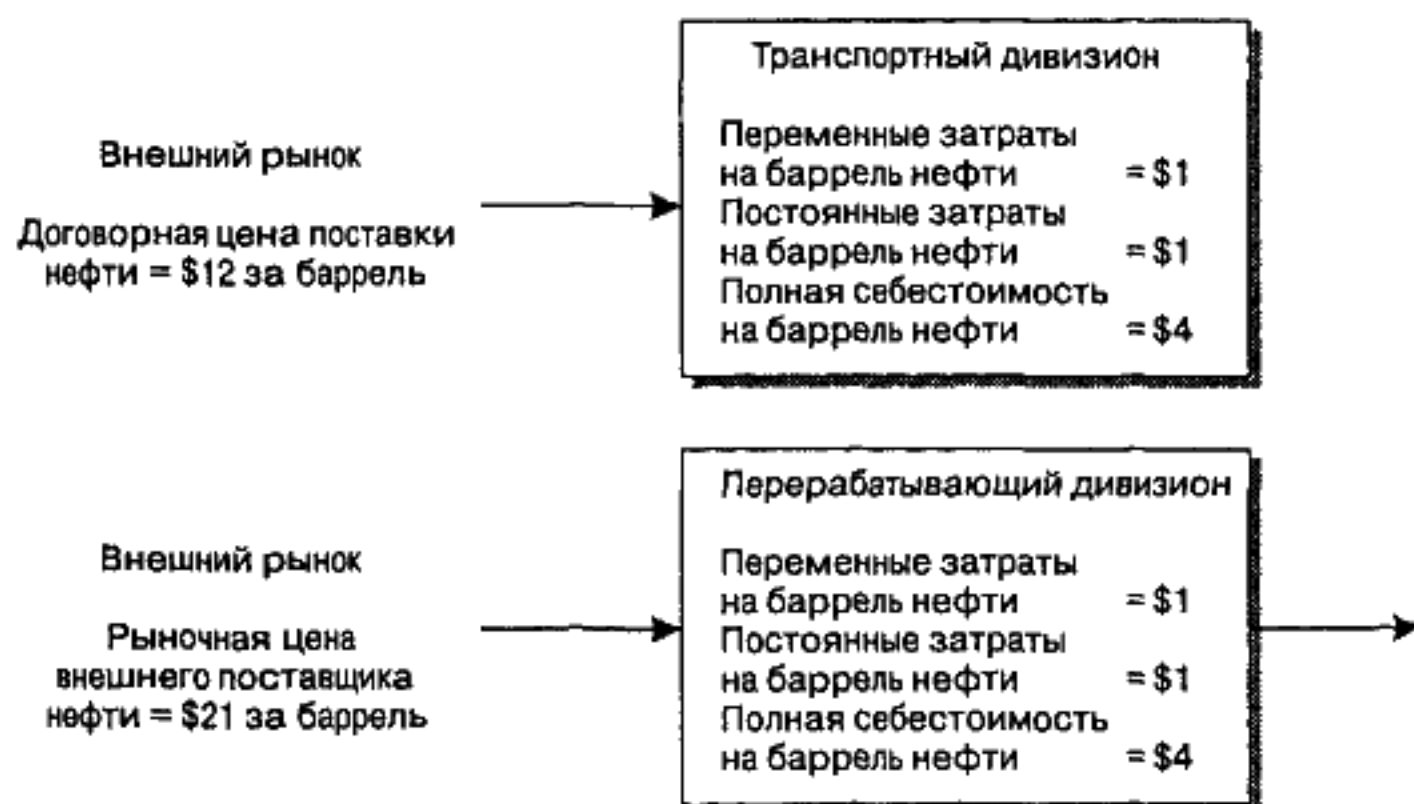 Внешний рынок
Договорная цена поставки
нефти = $12 за баррель
Транспортный дивизион
Переменные затраты
на баррель нефти = $1
Постоянные затраты
на баррель нефти = $1
Полная себестоимость
на баррель нефти = $4
Внешний рынок
Рыночная цена
внешнего поставщика
нефти = $21 за баррель
Перерабатывающий дивизион
Переменные затраты
на баррель нефти = $1
Постоянные затраты
на баррель нефти = $1
Полная себестоимость
на баррель нефти = $4